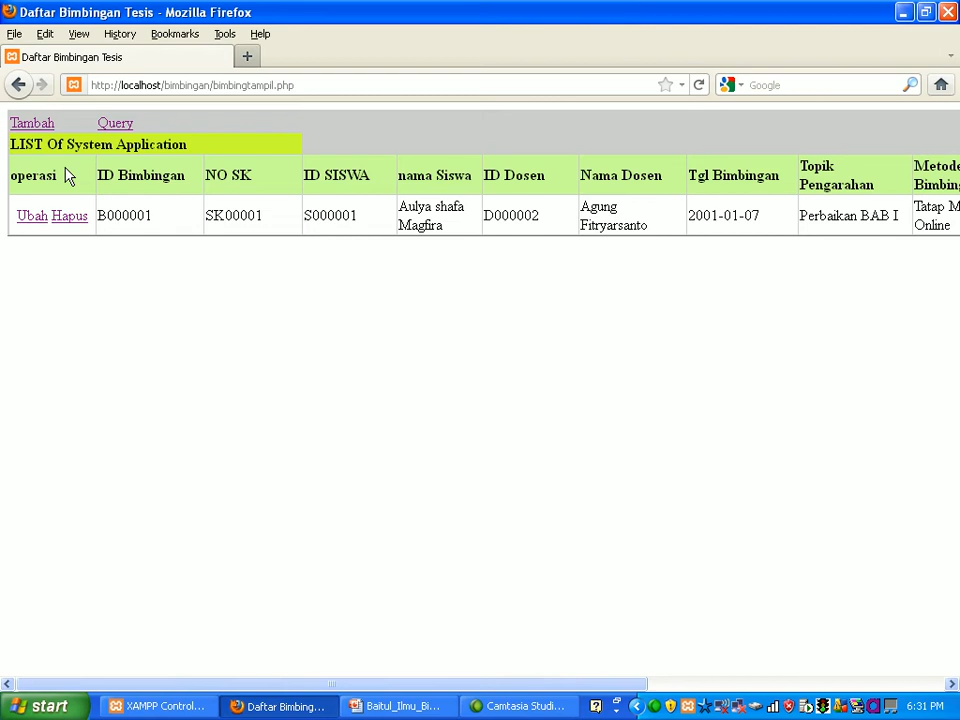 Daftar Bimbingan Tesis - Mozilla Firefox
File Edit View History Bookmarks Tools Help
Daftar Bimbingan Tesis
http://localhost/bimbingan/bimbingtampil.php
Google
Tambah Query
LIST Of System Application
operasi ID Bimbingan NO SK ID SISWA nama Siswa ID Dosen Nama Dosen Tgl Bimbingan Topik Pengarahan Metode
Ubah Hapus B000001 SK00001 S000001 Aulya shafa Magfira D000002 Agung Fitryarsanto 2001-01-07 Perbaikan BAB I Tatap M Online
start XAMPP Control... Daftar Bimbing... Baitul_Ilmu_Bi... Camtasia Studi... 6:31 PM